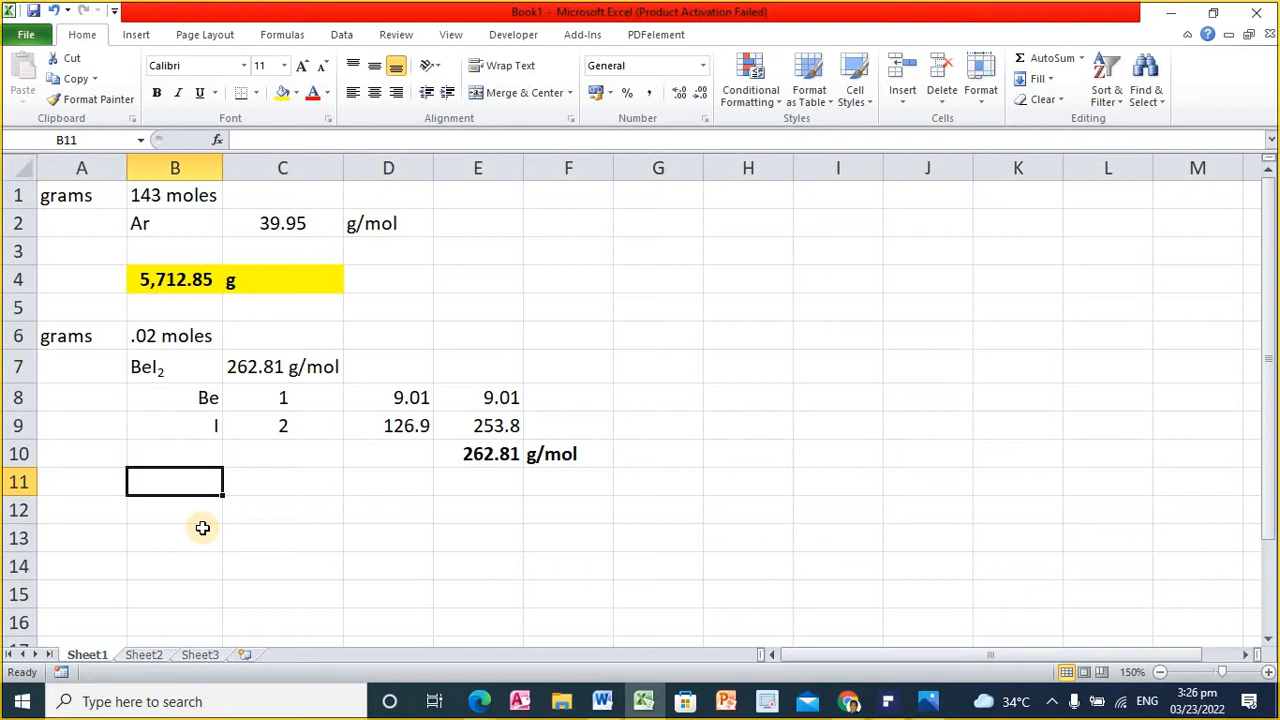 Book1 - Microsoft Excel (Product Activation Failed)
File Home Insert Page Layout Formulas Data Review View Developer Add-Ins PDFelement
Paste
Cut
Copy
Format Painter
Clipboard
Calibri 11
B I U A
Font
Wrap Text
Merge & Center
Alignment
General
% ,
Number
Conditional Formatting
Format as Table
Cell Styles
Styles
Insert
Delete
Format
Cells
Σ AutoSum
Fill
Clear
Sort & Filter
Find & Select
Editing
B11 fx
A B C D E F G H I J K L M
1 grams 143 moles
2 Ar 39.95 g/mol
3
4 5,712.85 g
5
6 grams .02 moles
7 BeI₂ 262.81 g/mol
8 Be 1 9.01 9.01
9 I 2 126.9 253.8
10 262.81 g/mol
11
12
13
14
15
16
17
Sheet1 Sheet2 Sheet3
Ready 150%
Type here to search 34°C ENG 3:26 pm
03/23/2022